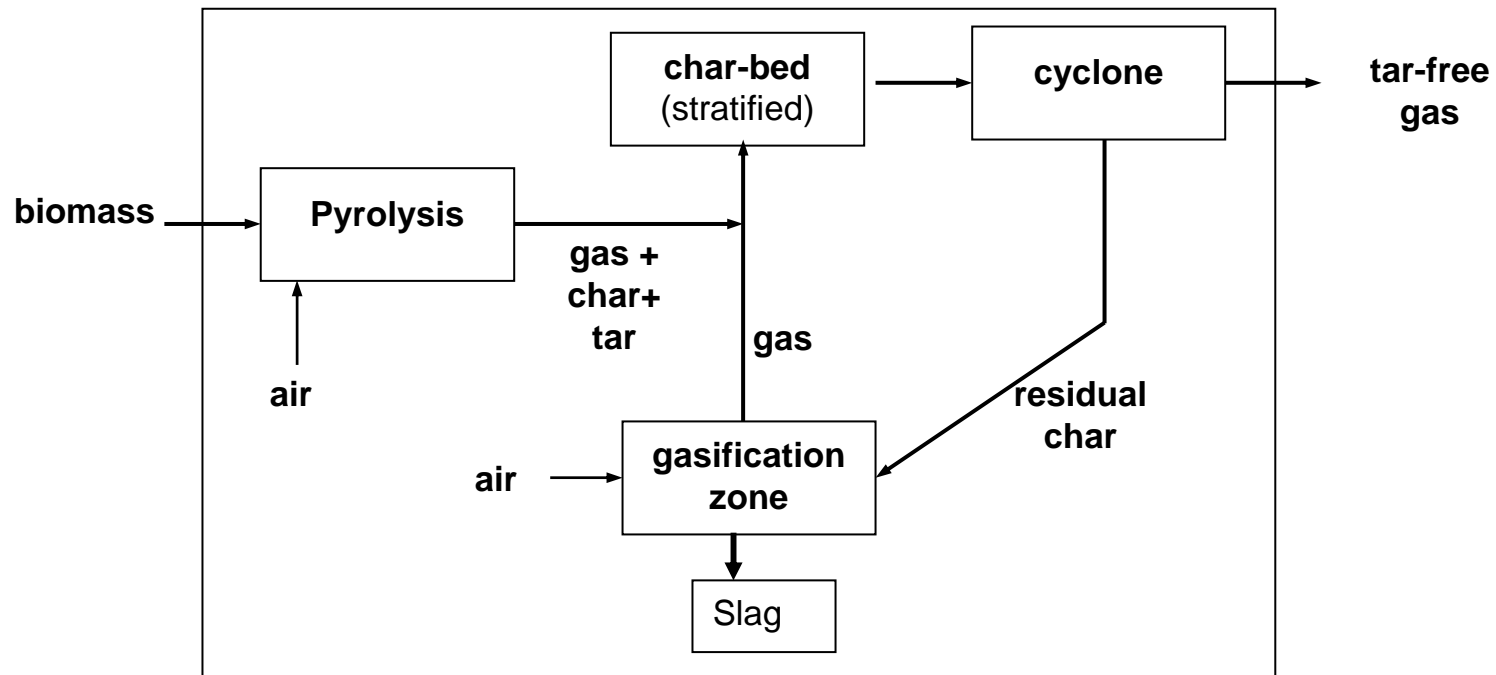 char-bed
(stratified)
cyclone
tar-free
gas
biomass
Pyrolysis
gas +
char+
tar
gas
air
residual
char
air
gasification
zone
Slag